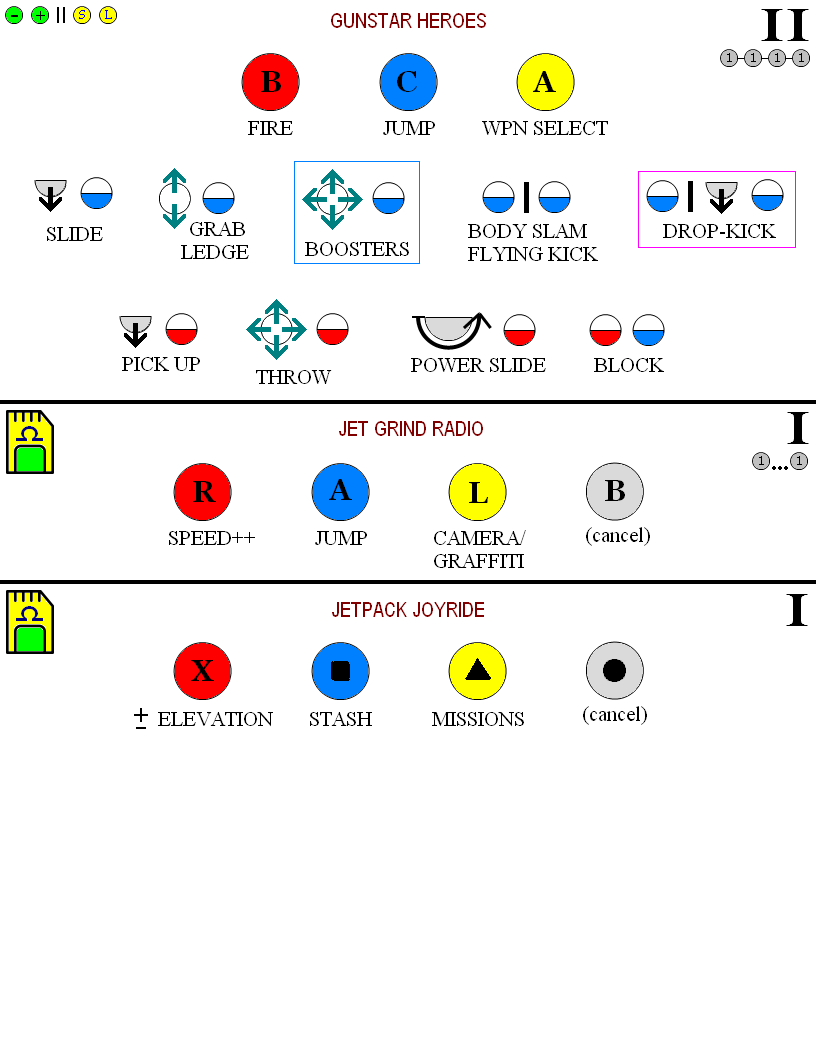 - + || S L
GUNSTAR HEROES
II
1 1 1 1
B C A
FIRE JUMP WPN SELECT
SLIDE
GRAB
LEDGE
BOOSTERS
BODY SLAM
FLYING KICK
DROP-KICK
PICK UP
THROW
POWER SLIDE
BLOCK
Ω
JET GRIND RADIO
I
1...1
R A L B
SPEED++ JUMP
CAMERA/
GRAFFITI
(cancel)
Ω
JETPACK JOYRIDE
I
X
± ELEVATION STASH MISSIONS (cancel)